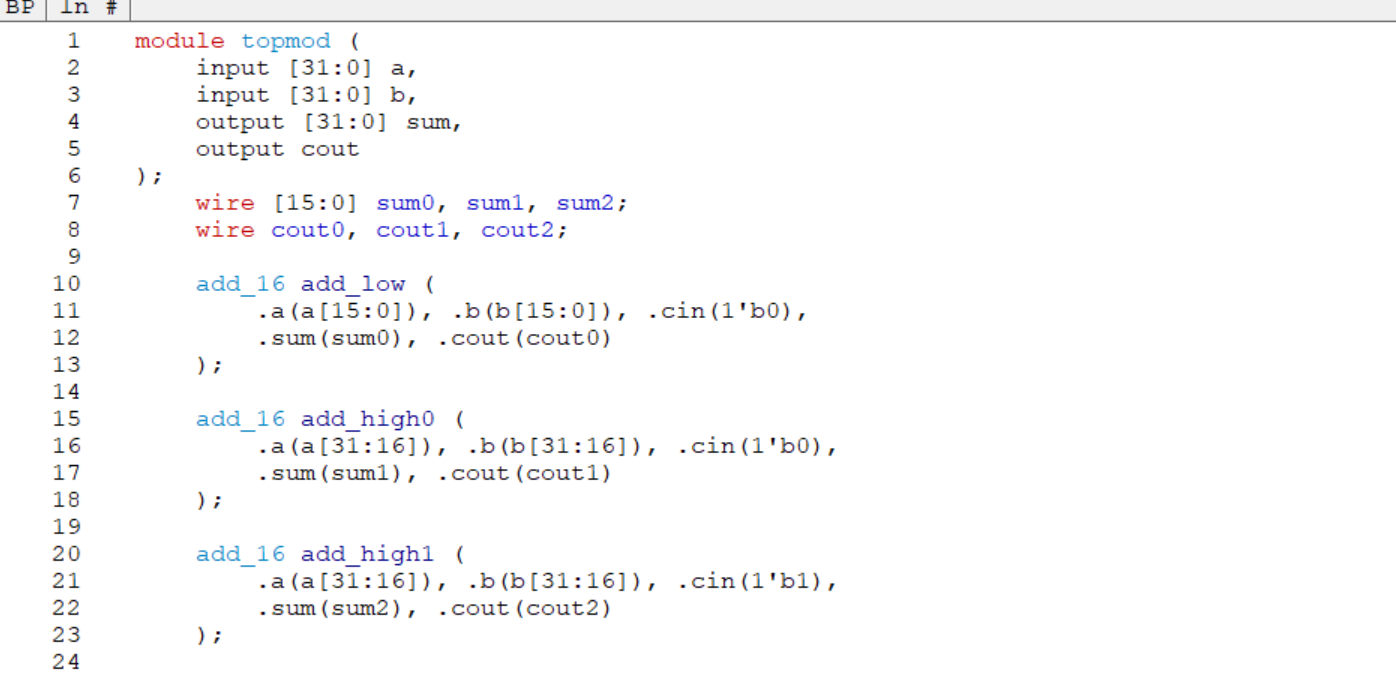 BP ln #
1 module topmod (
2 input [31:0] a,
3 input [31:0] b,
4 output [31:0] sum,
5 output cout
6 );
7 wire [15:0] sum0, sum1, sum2;
8 wire cout0, cout1, cout2;
9
10 add_16 add_low (
11 .a(a[15:0]), .b(b[15:0]), .cin(1'b0),
12 .sum(sum0), .cout(cout0)
13 );
14
15 add_16 add_high0 (
16 .a(a[31:16]), .b(b[31:16]), .cin(1'b0),
17 .sum(sum1), .cout(cout1)
18 );
19
20 add_16 add_high1 (
21 .a(a[31:16]), .b(b[31:16]), .cin(1'b1),
22 .sum(sum2), .cout(cout2)
23 );
24